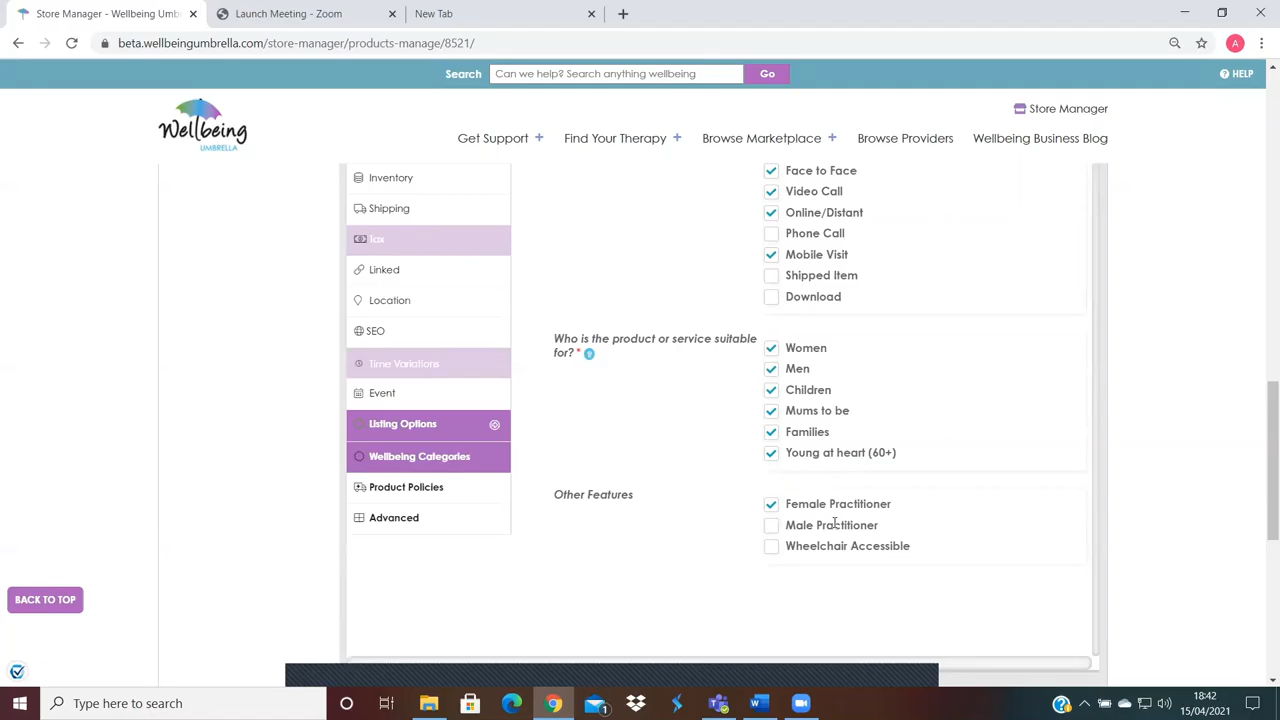 Store Manager - Wellbeing Umb
Launch Meeting - Zoom
New Tab
beta.wellbeingumbrella.com/store-manager/products-manage/8521/
A
Search
Can we help? Search anything wellbeing
Go
HELP
Wellbeing
UMBRELLA
Store Manager
Get Support +
Find Your Therapy +
Browse Marketplace +
Browse Providers
Wellbeing Business Blog
Inventory
Shipping
Tax
Linked
Location
SEO
Time Variations
Event
Listing Options
Wellbeing Categories
Product Policies
Advanced
Face to Face
Video Call
Online/Distant
Phone Call
Mobile Visit
Shipped Item
Download
Who is the product or service suitable
for? *
Women
Men
Children
Mums to be
Families
Young at heart (60+)
Other Features
Female Practitioner
Male Practitioner
Wheelchair Accessible
BACK TO TOP
Type here to search
1
18:42
15/04/2021